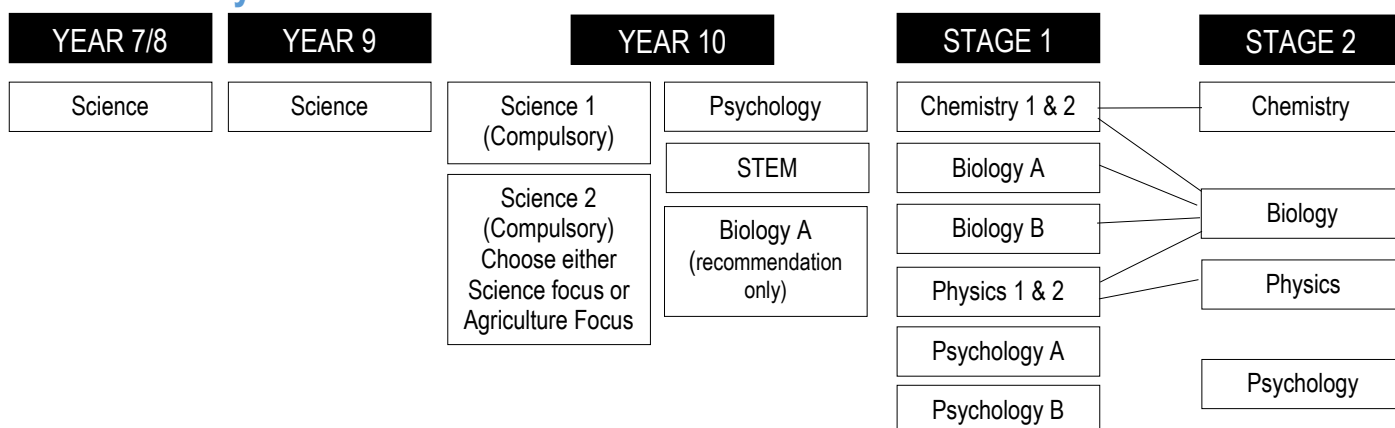 YEAR 7/8
Science
YEAR 9
Science
YEAR 10
Science 1
(Compulsory)
Science 2
(Compulsory)
Choose either
Science focus or
Agriculture Focus
Psychology
STEM
Biology A
(recommendation
only)
STAGE 1
Chemistry 1 & 2
Biology A
Biology B
Physics 1 & 2
Psychology A
Psychology B
STAGE 2
Chemistry
Biology
Physics
Psychology